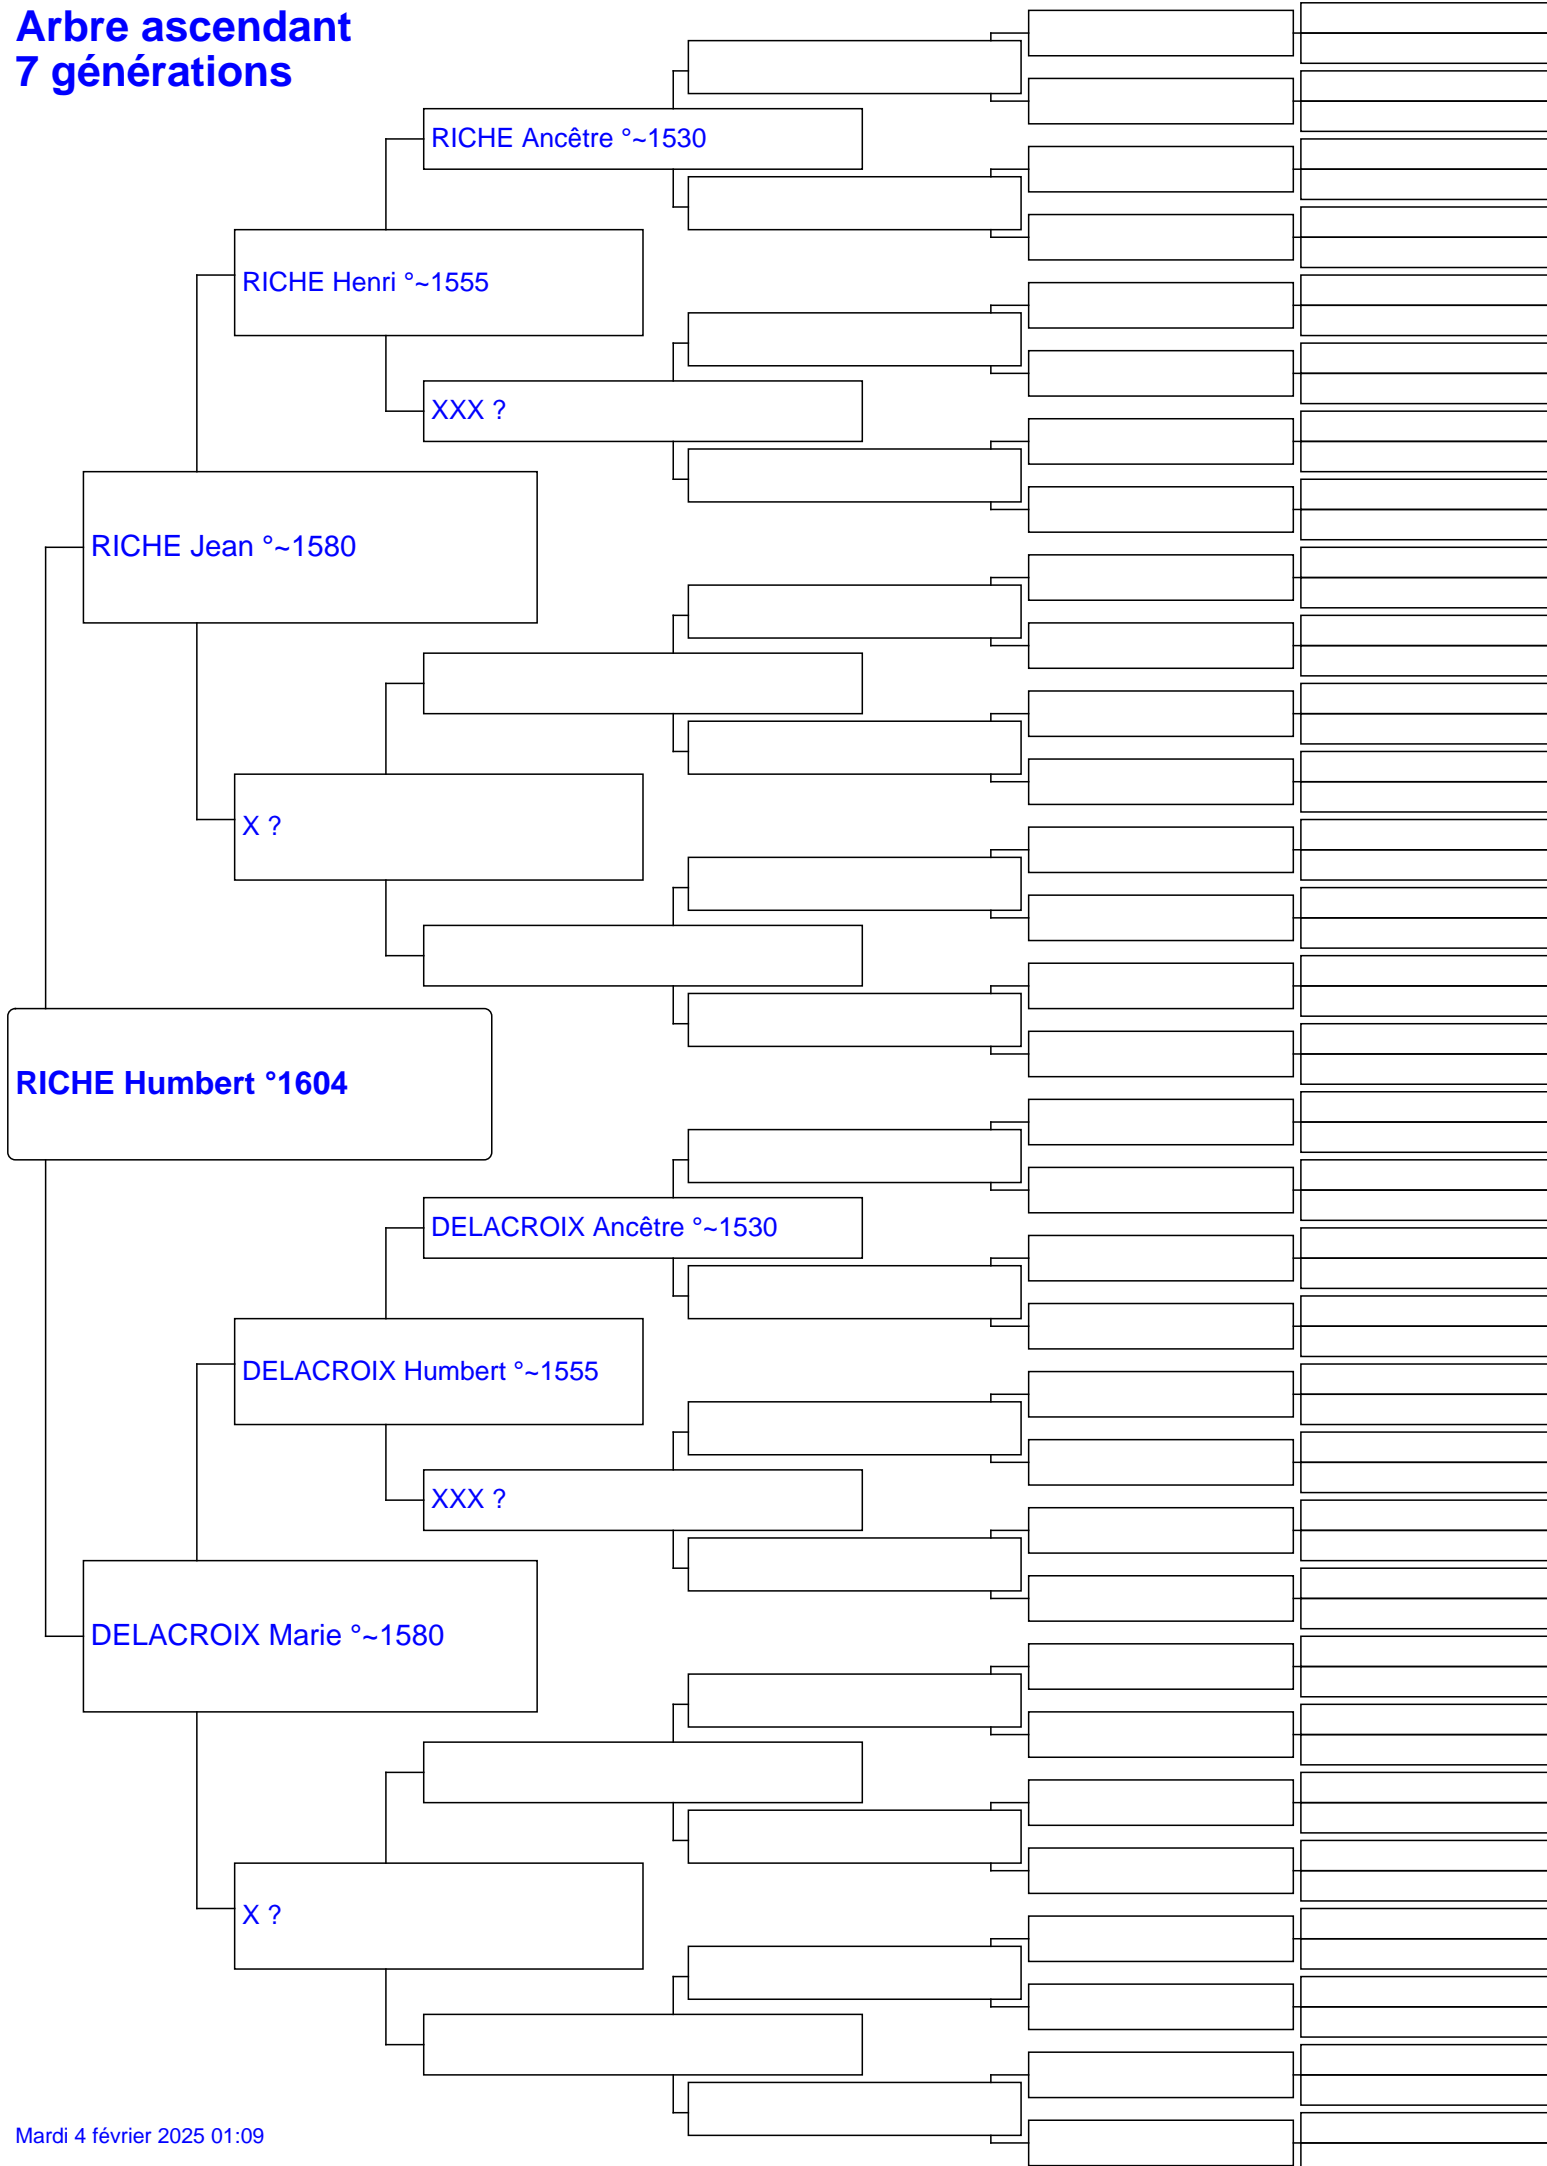 Arbre ascendant
7 générations
RICHE Ancêtre °~1530
RICHE Henri °~1555
XXX ?
RICHE Jean °~1580
X ?
RICHE Humbert °1604
DELACROIX Ancêtre °~1530
DELACROIX Humbert °~1555
XXX ?
DELACROIX Marie °~1580
X ?
Mardi 4 février 2025 01:09